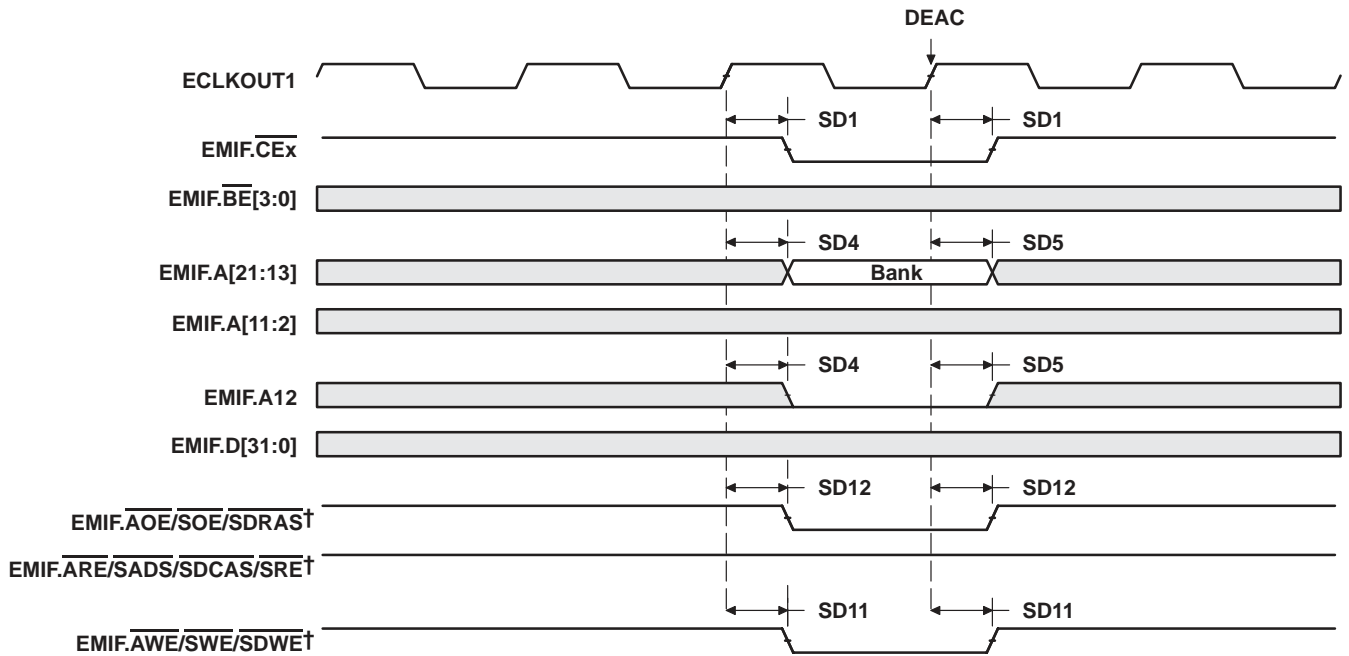 DEAC
ECLKOUT1
SD1 SD1
EMIF.CEx
EMIF.BE[3:0]
SD4 SD5
EMIF.A[21:13] Bank
EMIF.A[11:2]
SD4 SD5
EMIF.A12
EMIF.D[31:0]
SD12 SD12
EMIF.AOE/SOE/SDRAS†
EMIF.ARE/SADS/SDCAS/SRE†
SD11 SD11
EMIF.AWE/SWE/SDWE†